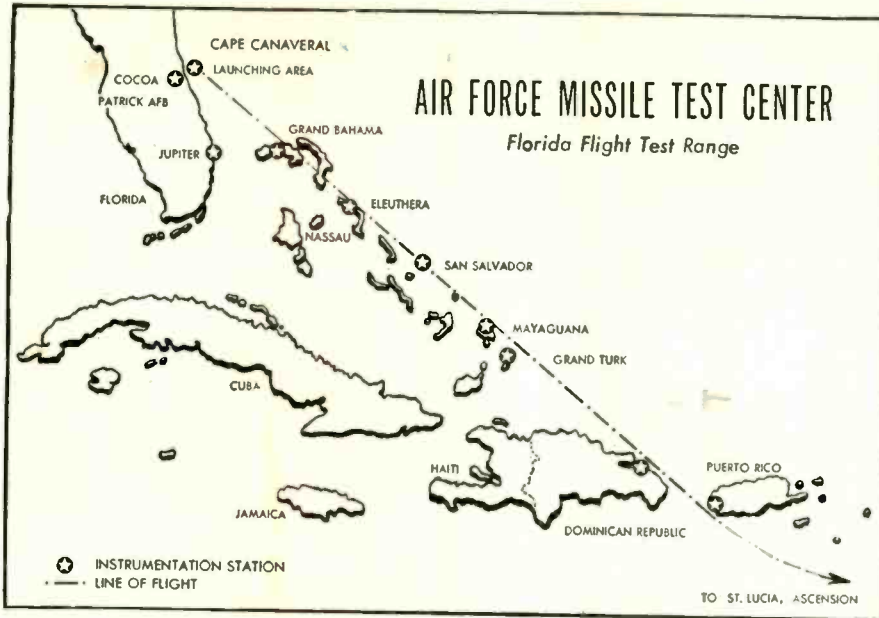 CAPE CANAVERAL
LAUNCHING AREA
COCOA
PATRICK AFB
AIR FORCE MISSILE TEST CENTER
Florida Flight Test Range
GRAND BAHAMA
JUPITER
FLORIDA
ELEUTHERA
NASSAU
SAN SALVADOR
MAYAGUANA
GRAND TURK
CUBA
HAITI
PUERTO RICO
JAMAICA
DOMINICAN REPUBLIC
INSTRUMENTATION STATION
LINE OF FLIGHT
TO ST. LUCIA, ASCENSION